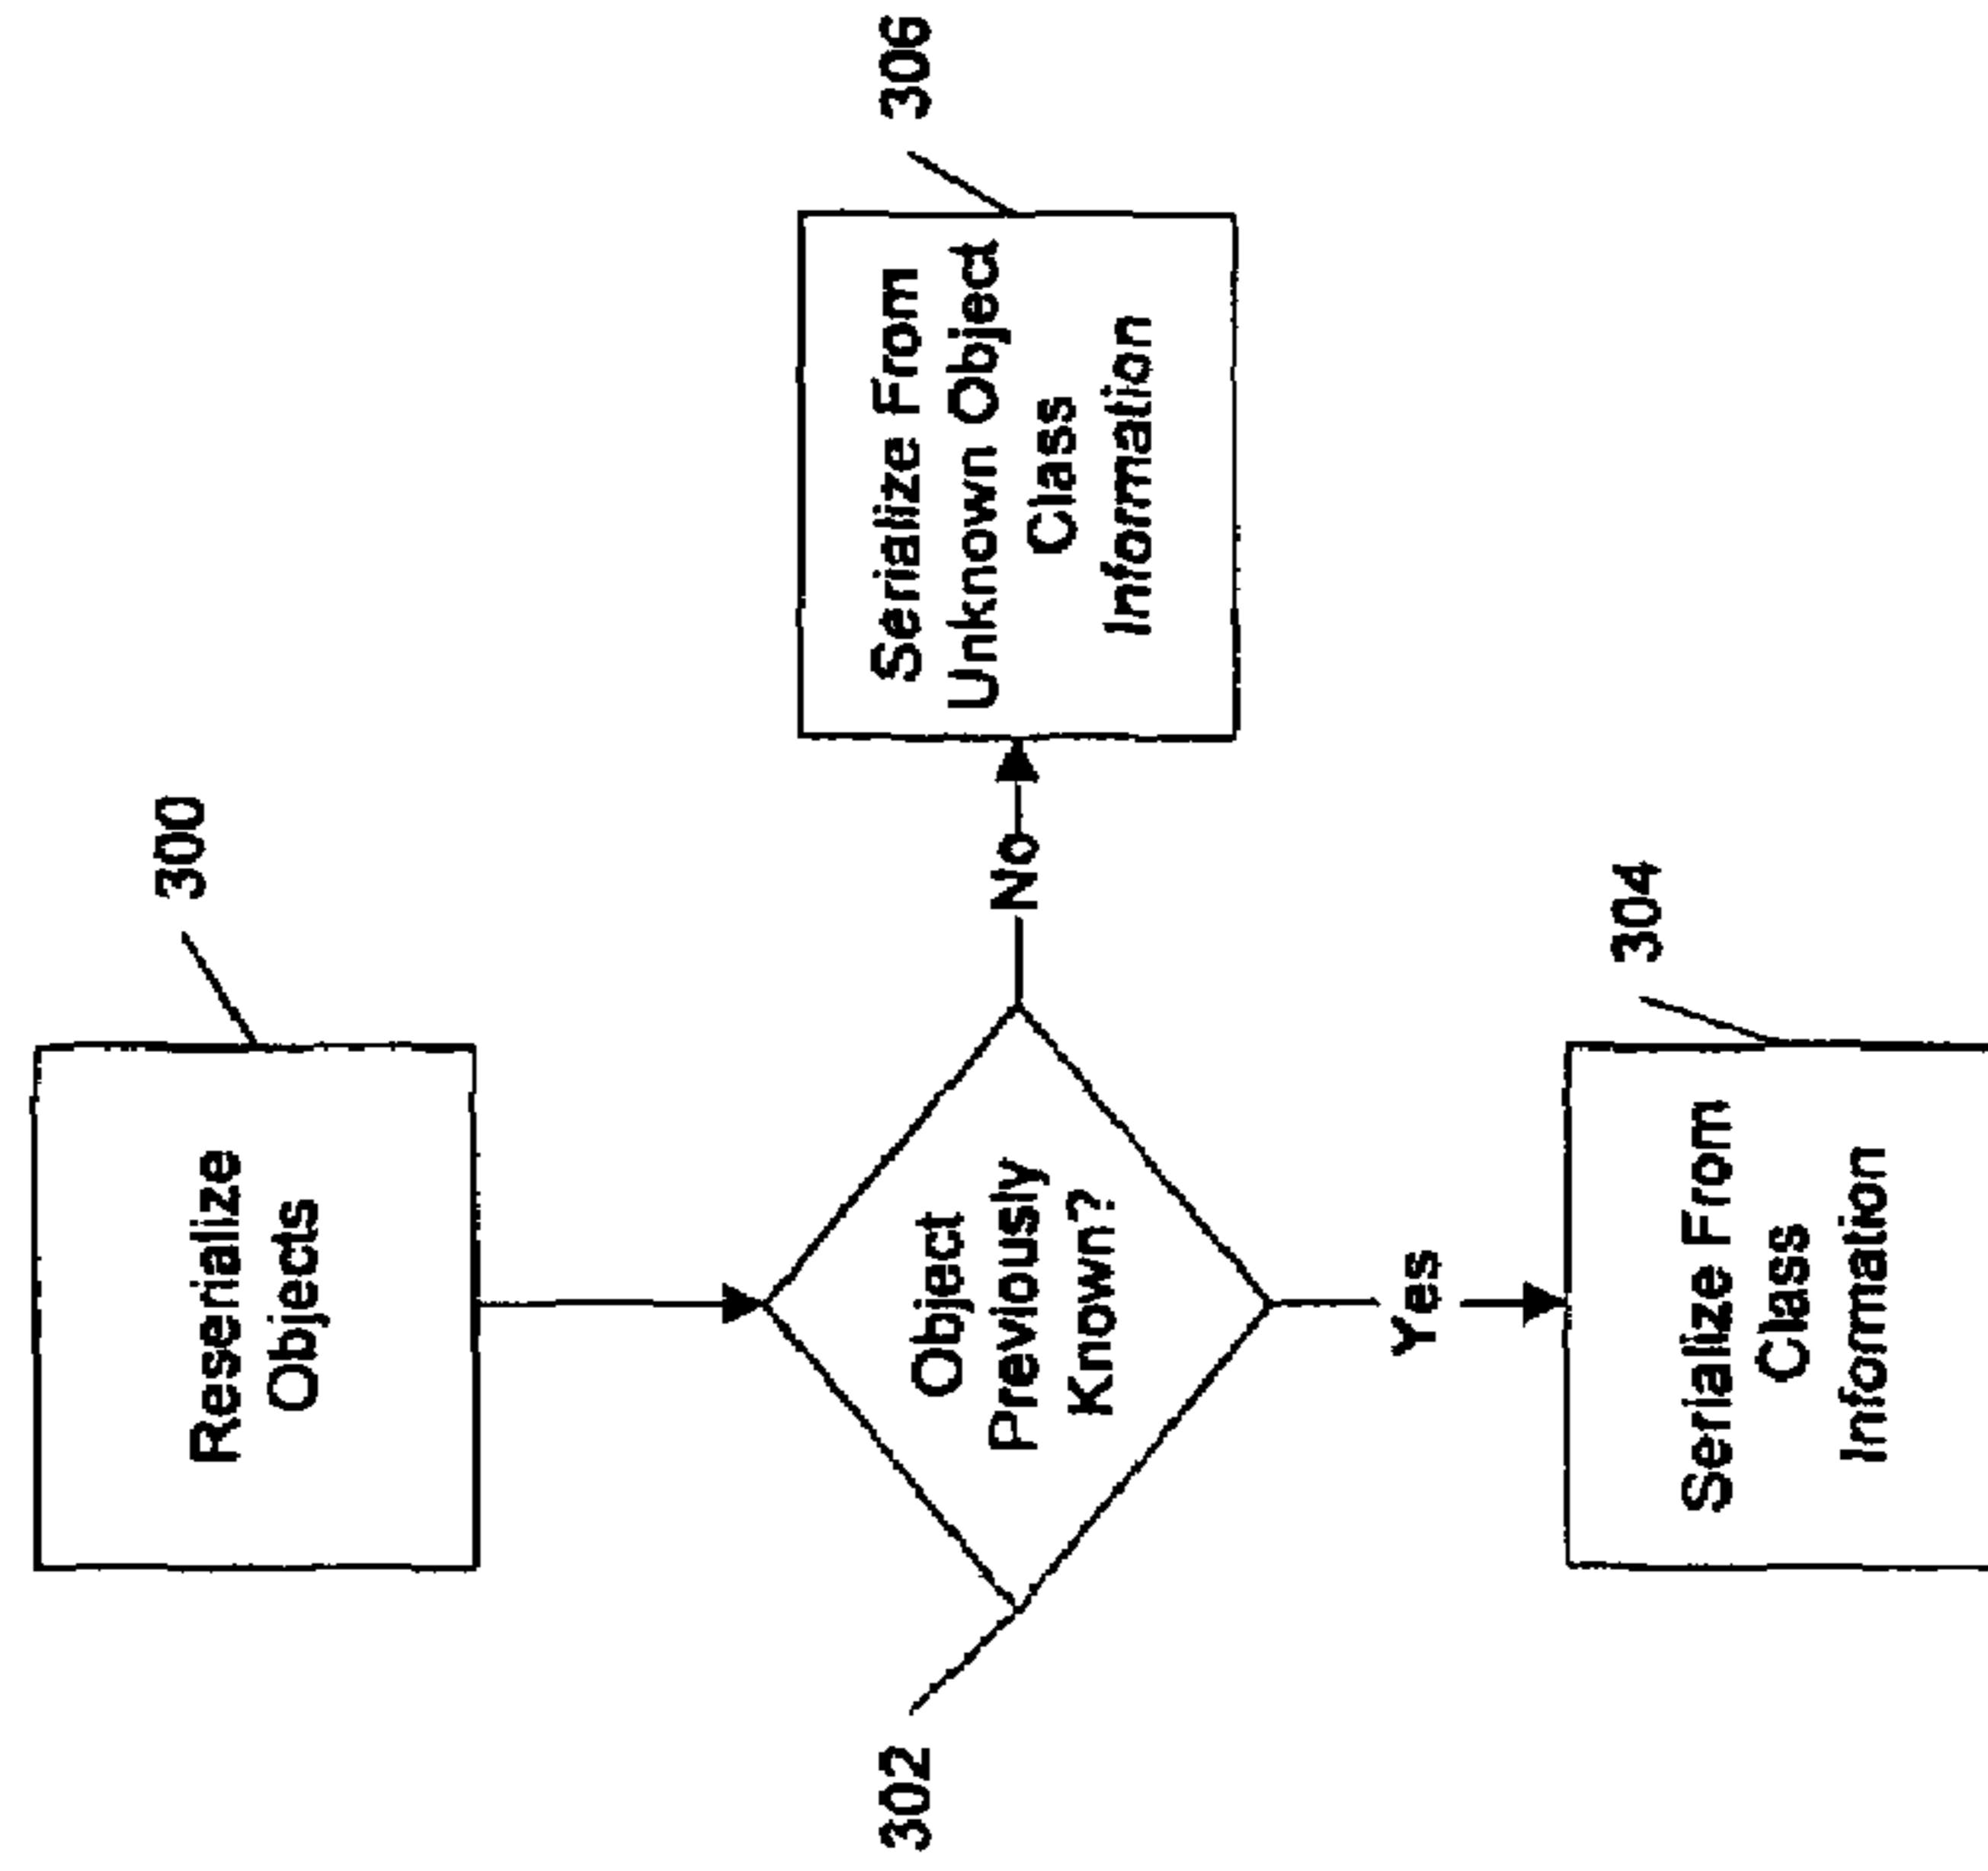 300
Reserialize
Objects
302
Object
Previously
Known?
No
306
Serialize From
Unknown Object
Class
Information
Yes
304
Serialize From
Class
Information